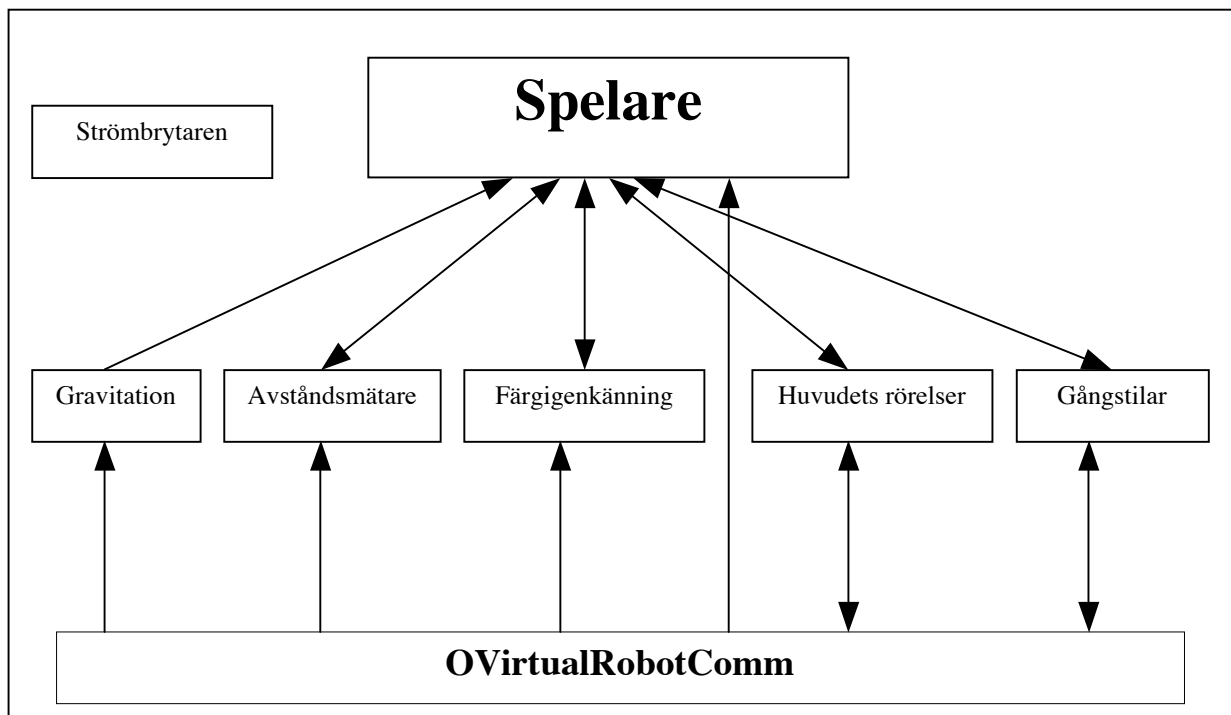 Spelare
Strömbrytaren
Gravitation
Avståndsmätare
Färgigenkänning
Huvudets rörelser
Gångstilar
OVirtualRobotComm